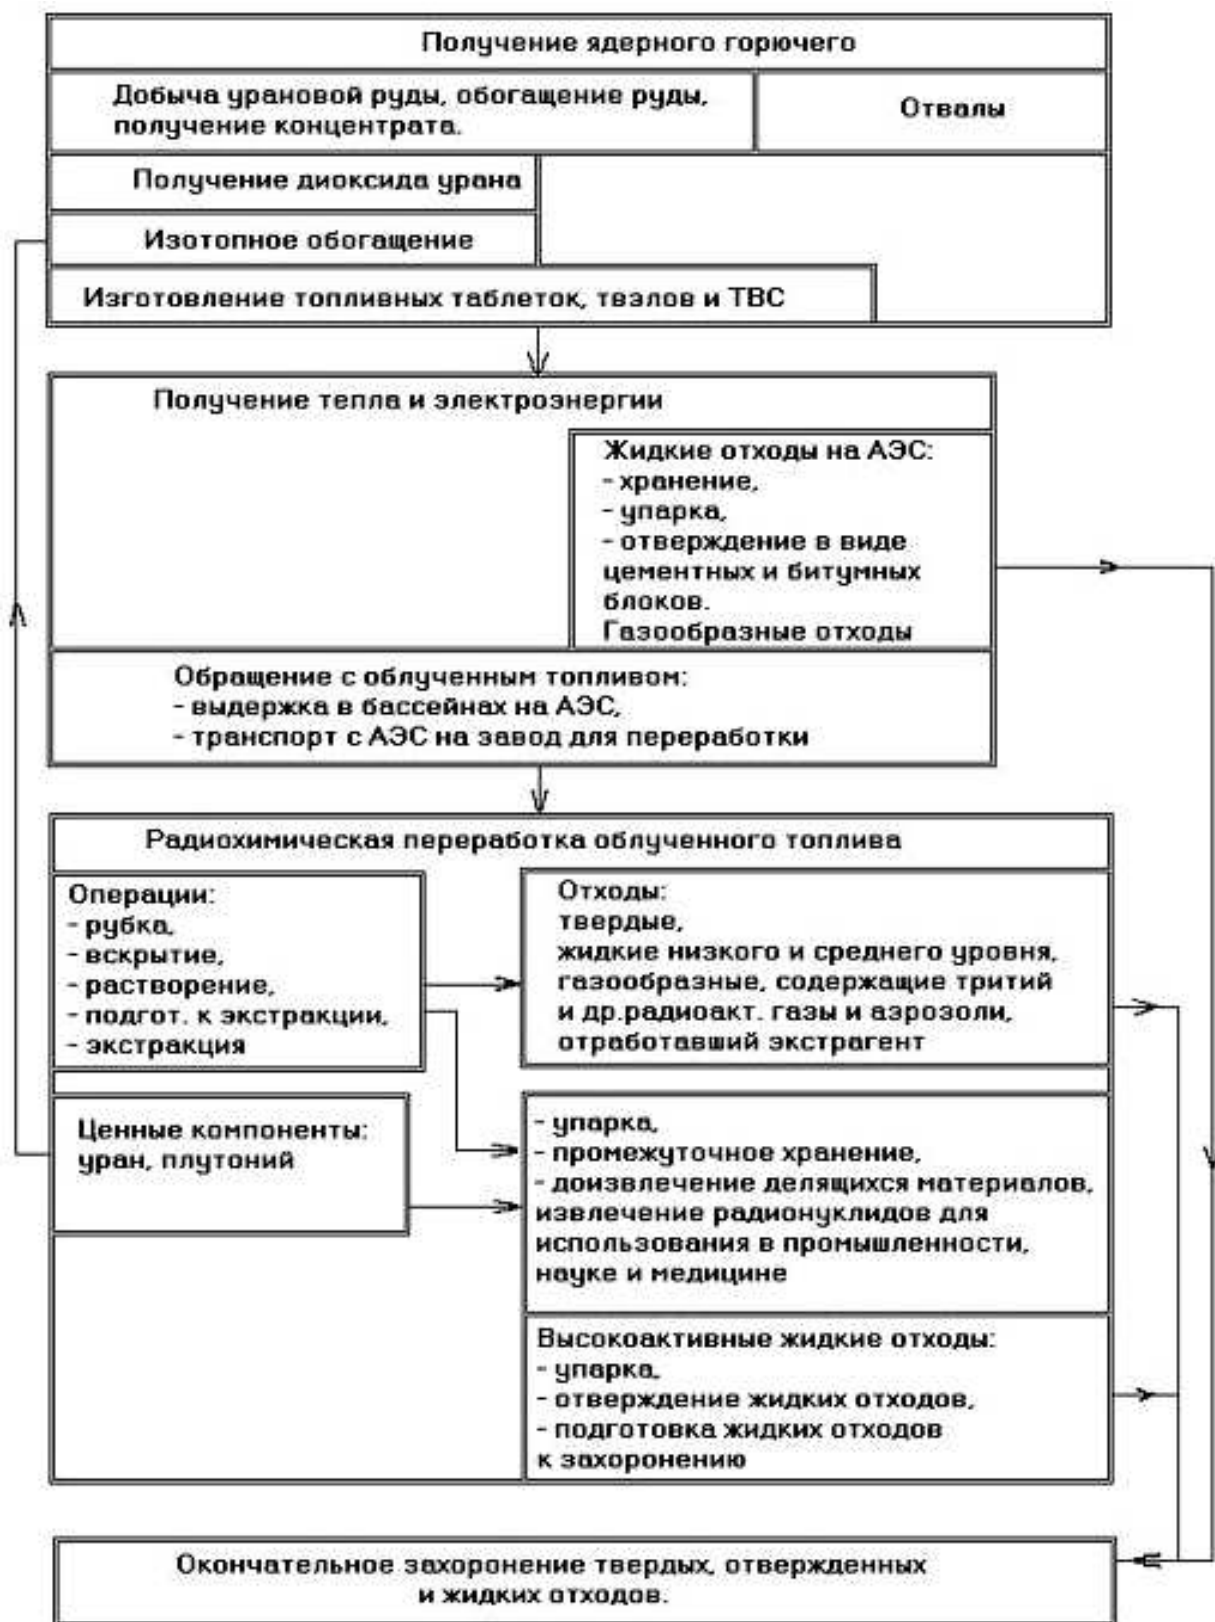 Получение ядерного горючего
Добыча урановой руды, обогащение руды,
получение концентрата.
Отвалы
Получение диоксида урана
Изотопное обогащение
Изготовление топливных таблеток, твэлов и ТВС
Получение тепла и электроэнергии
Жидкие отходы на АЭС:
- хранение,
- упарка,
- отверждение в виде
цементных и битумных
блоков.
Газообразные отходы
Обращение с облученным топливом:
- выдержка в бассейнах на АЭС,
- транспорт с АЭС на завод для переработки
Радиохимическая переработка облученного топлива
Операции:
- рубка,
- вскрытие,
- растворение,
- подгот. к экстракции,
- экстракция
Отходы:
твердые,
жидкие низкого и среднего уровня,
газообразные, содержащие тритий
и др.радиоакт. газы и аэрозоли,
отработавший экстрагент
Ценные компоненты:
уран, плутоний
- упарка,
- промежуточное хранение,
- доизвлечение делящихся материалов,
извлечение радионуклидов для
использования в промышленности,
науке и медицине
Высокоактивные жидкие отходы:
- упарка,
- отверждение жидких отходов,
- подготовка жидких отходов
к захоронению
Окончательное захоронение твердых, отвержденных
и жидких отходов.